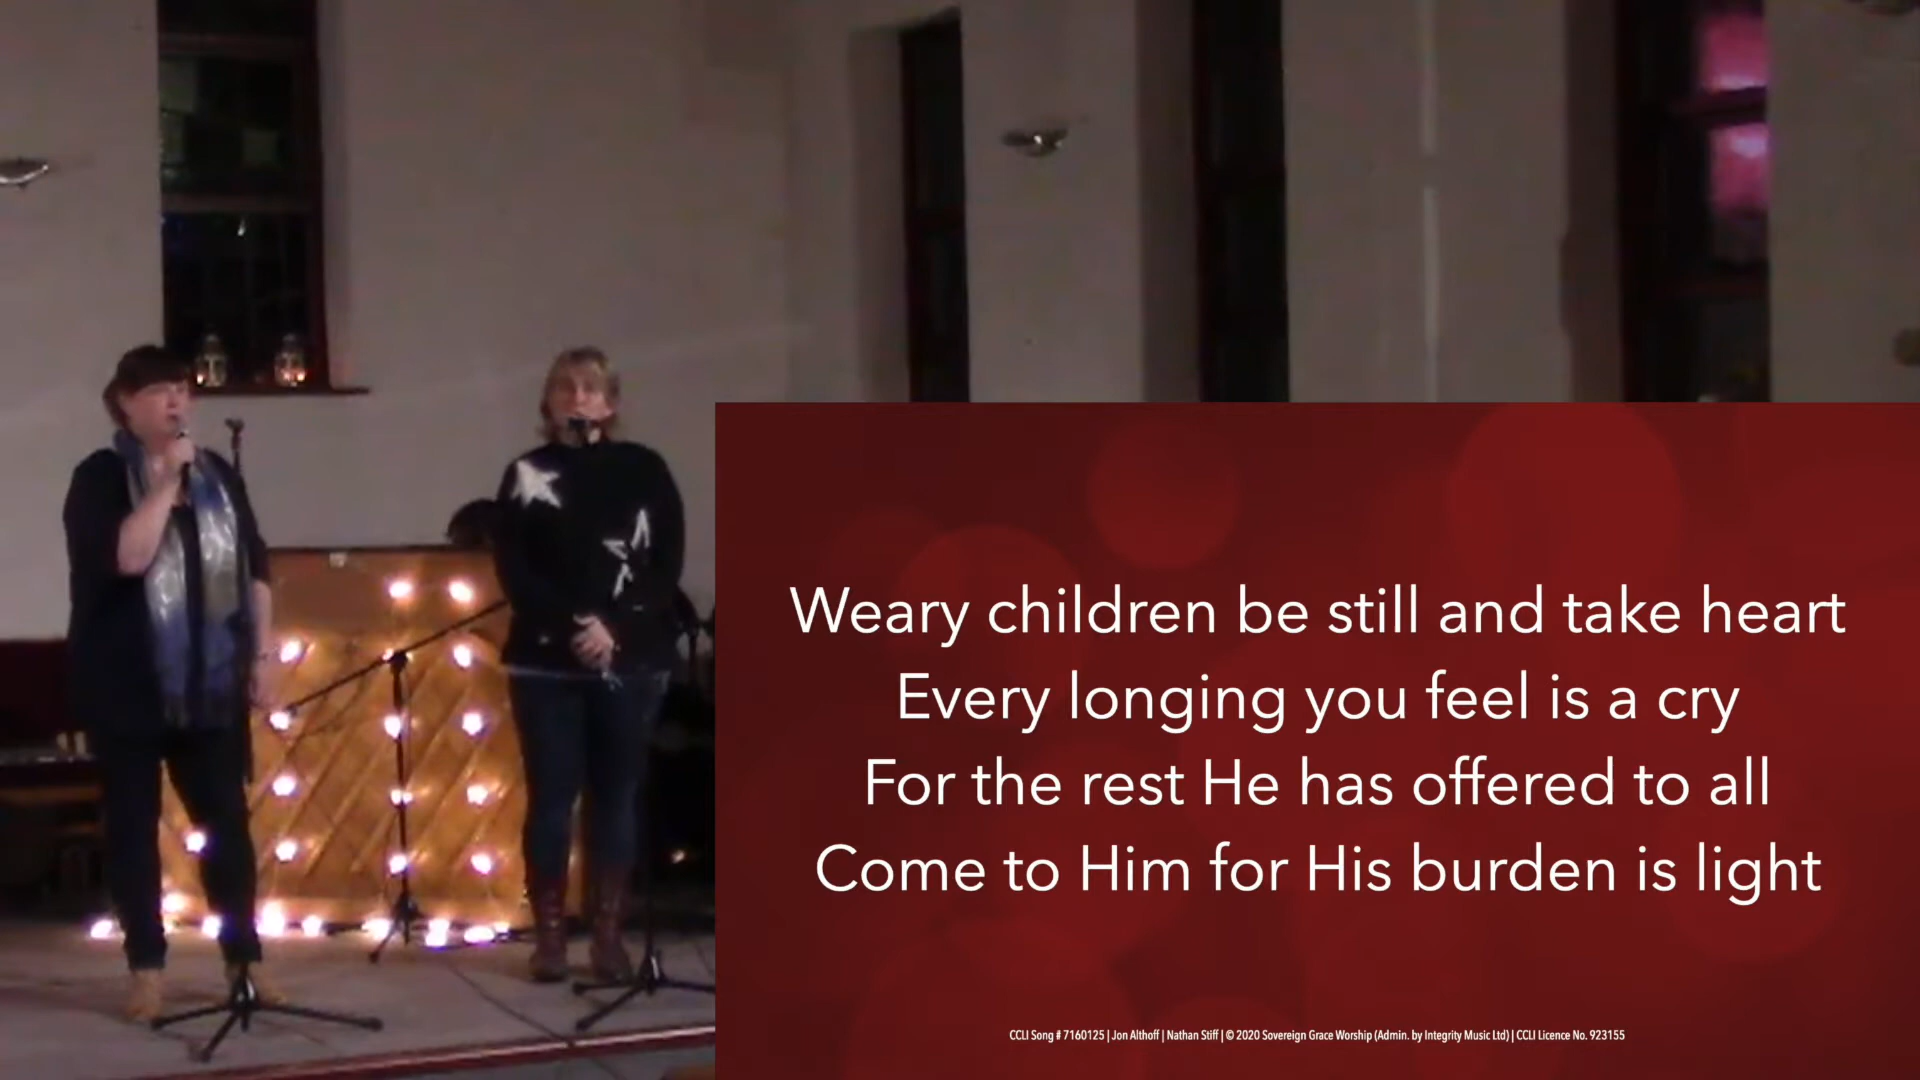 Weary children be still and take heart
Every longing you feel is a cry
For the rest He has offered to all
Come to Him for His burden is light
CCLI Song # 7160125 | Jon Althoff | Nathan Stiff | © 2020 Sovereign Grace Worship (Admin. by Integrity Music Ltd) | CCLI Licence No. 923155